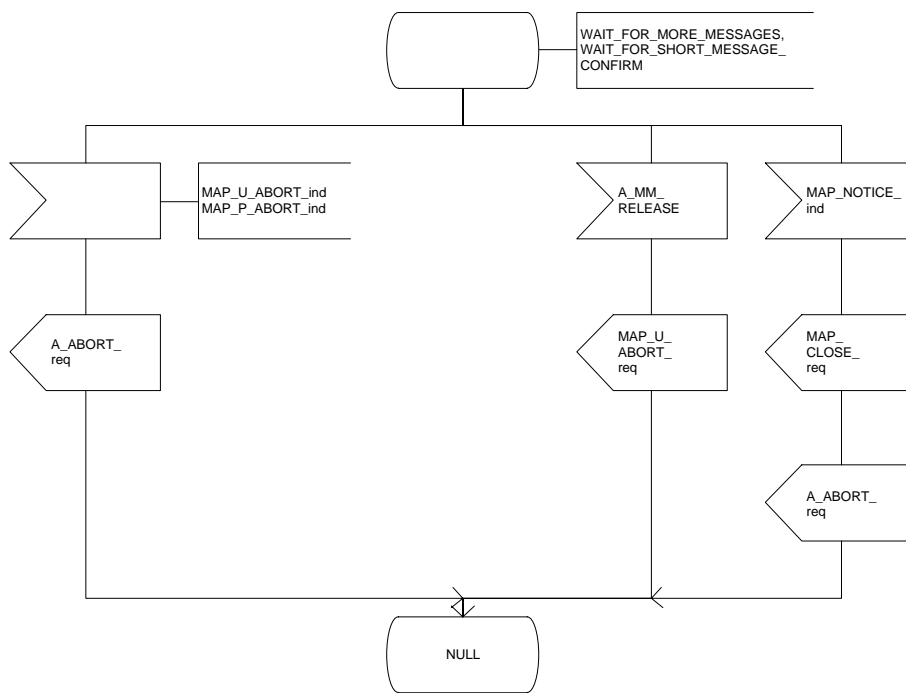 WAIT_FOR_MORE_MESSAGES,
WAIT_FOR_SHORT_MESSAGE_
CONFIRM
MAP_U_ABORT_ind
MAP_P_ABORT_ind
A_MM_
RELEASE
MAP_NOTICE_
ind
A_ABORT_
req
MAP_U_
ABORT_
req
MAP_
CLOSE_
req
A_ABORT_
req
NULL